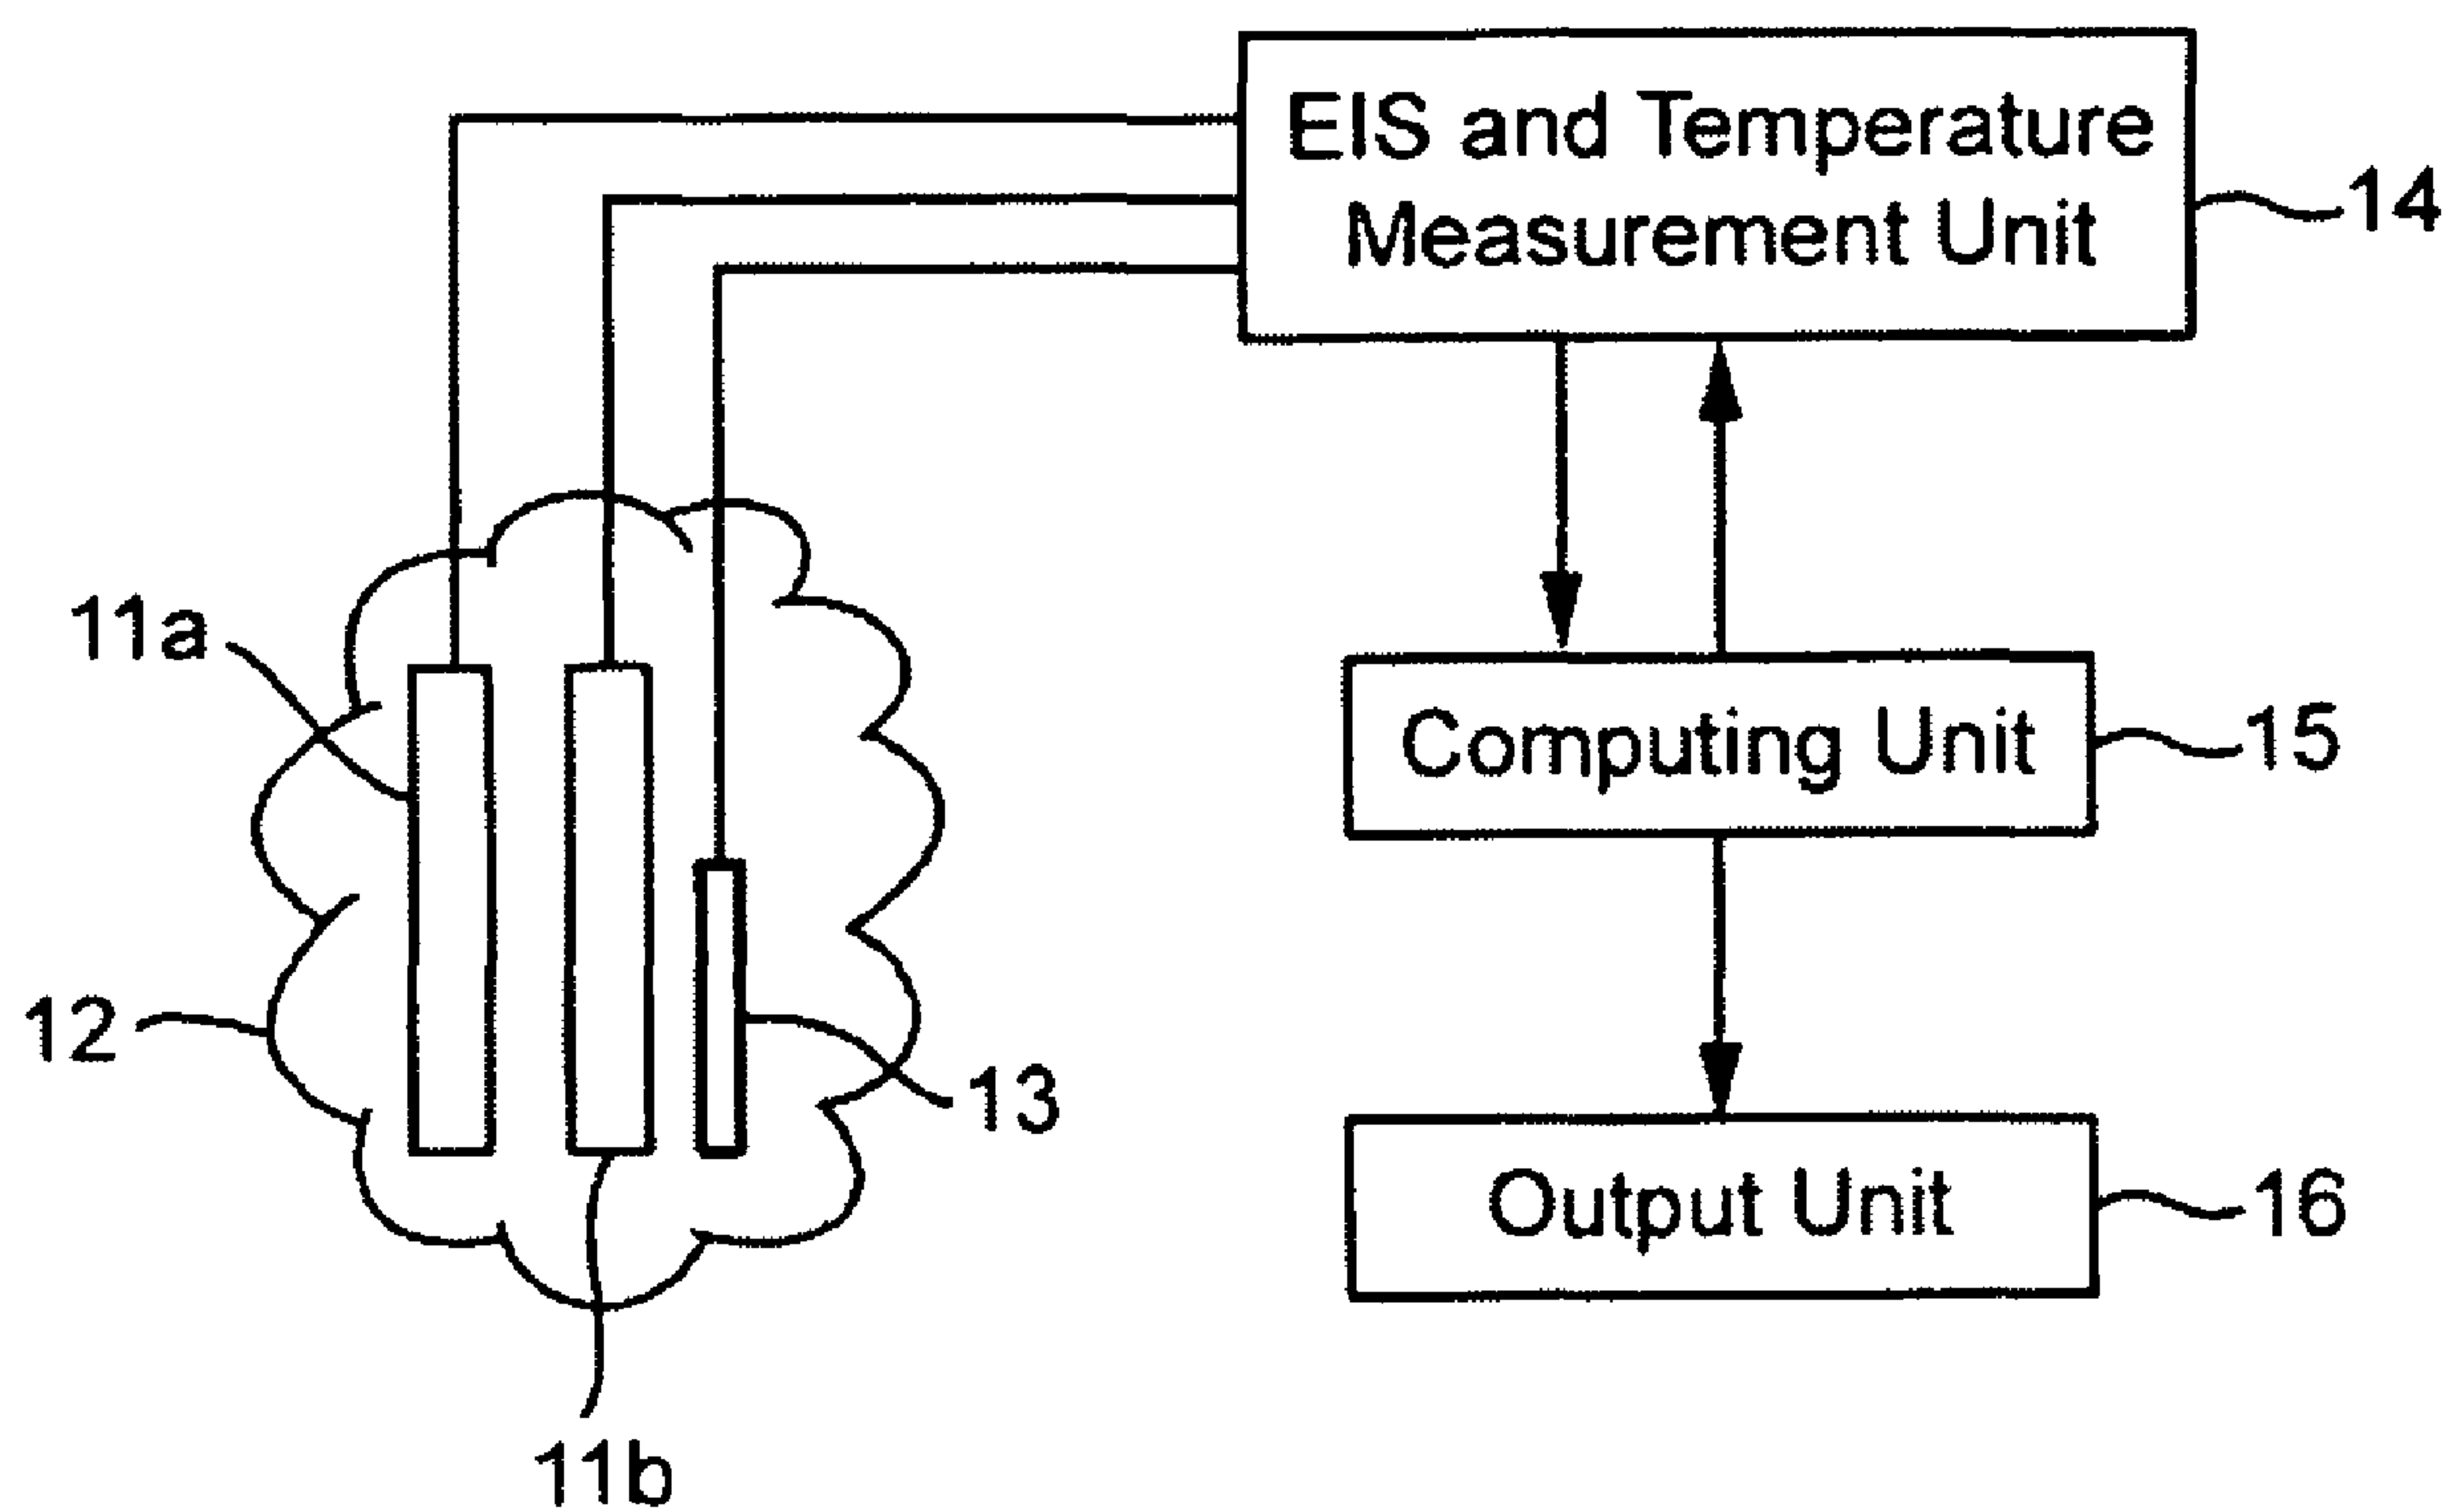 EIS and Temperature
Measurement Unit
14
11a
Computing Unit
15
12
13
Output Unit
16
11b